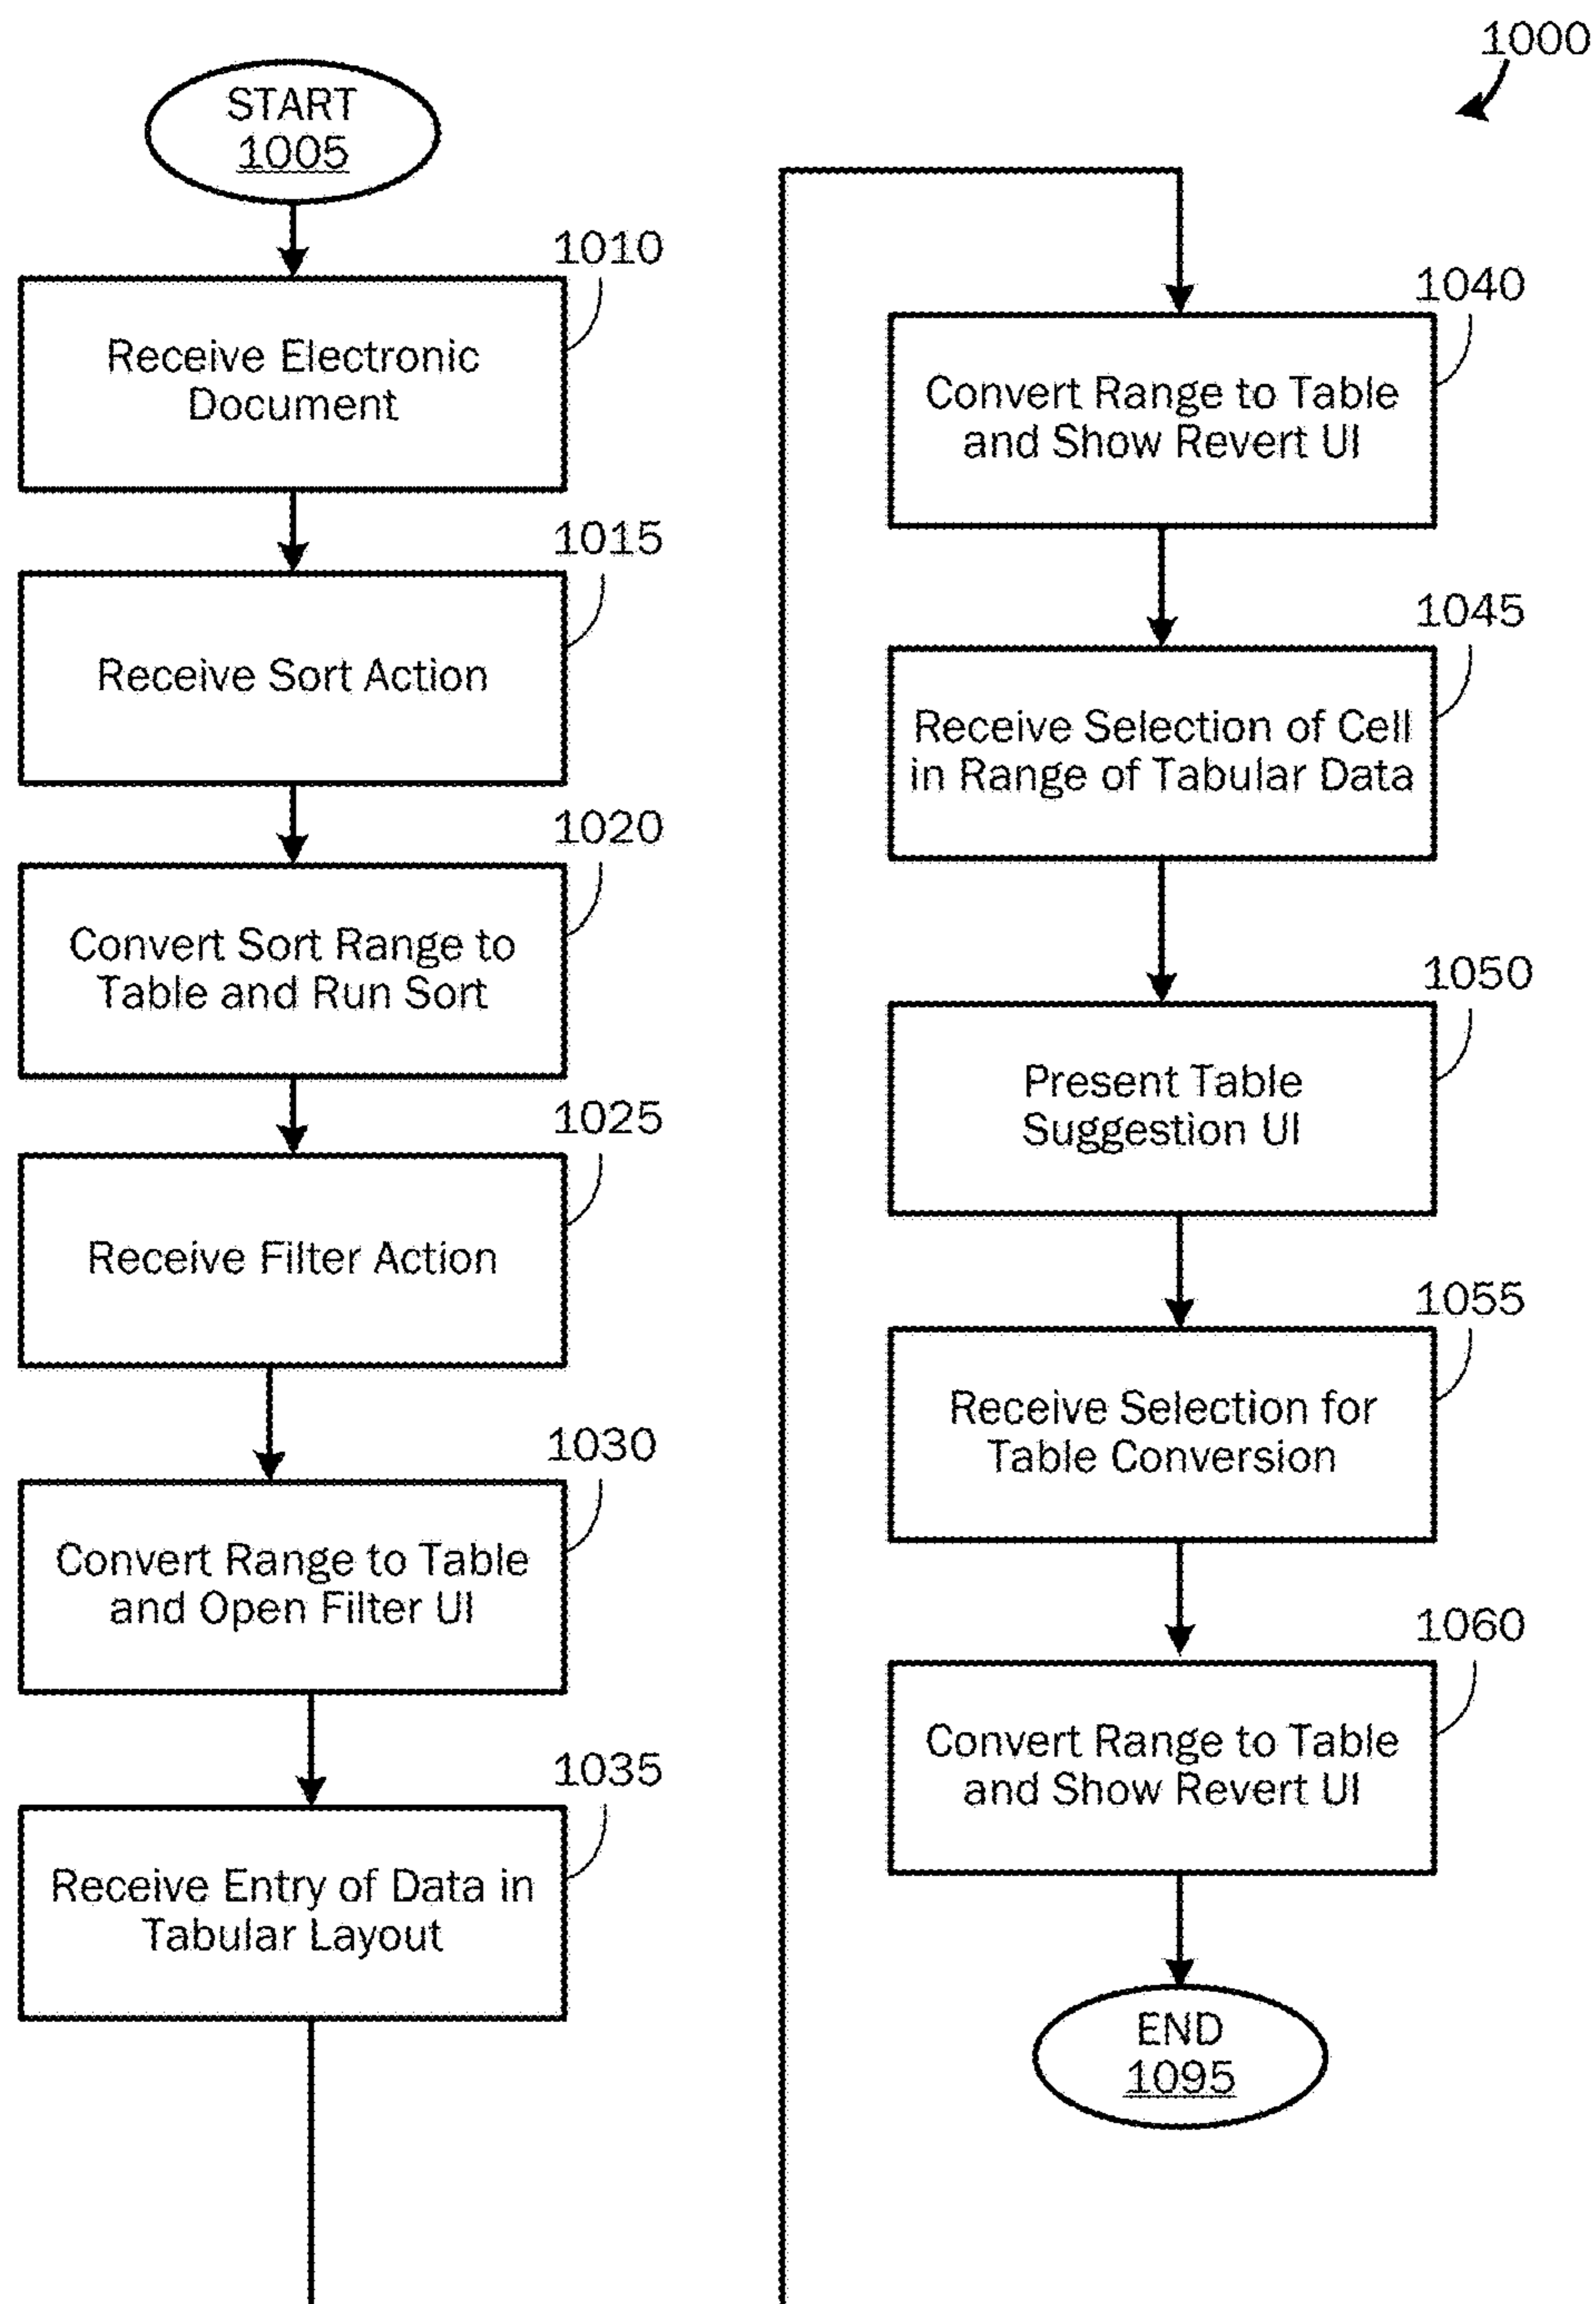 1000
START
1005
1010
Receive Electronic
Document
1015
Receive Sort Action
1020
Convert Sort Range to
Table and Run Sort
1025
Receive Filter Action
1030
Convert Range to Table
and Open Filter UI
1035
Receive Entry of Data in
Tabular Layout
1040
Convert Range to Table
and Show Revert UI
1045
Receive Selection of Cell
in Range of Tabular Data
1050
Present Table
Suggestion UI
1055
Receive Selection for
Table Conversion
1060
Convert Range to Table
and Show Revert UI
END
1095